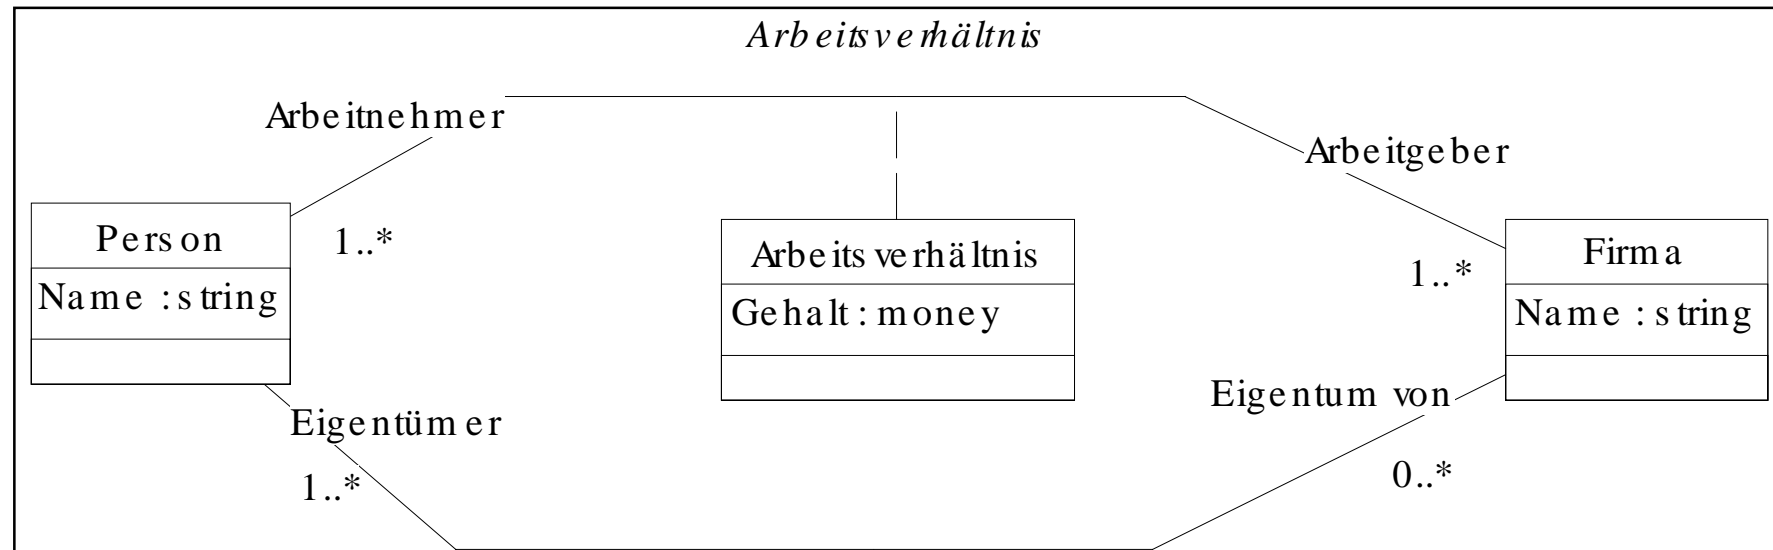 Arbeitsverhältnis
Arbeitnehmer
Arbeitgeber
Person
Name : string
1..*
Arbeitsverhältnis
Gehalt : money
1..*
Firma
Name : string
Eigentümer
1..*
Eigentum von
0..*